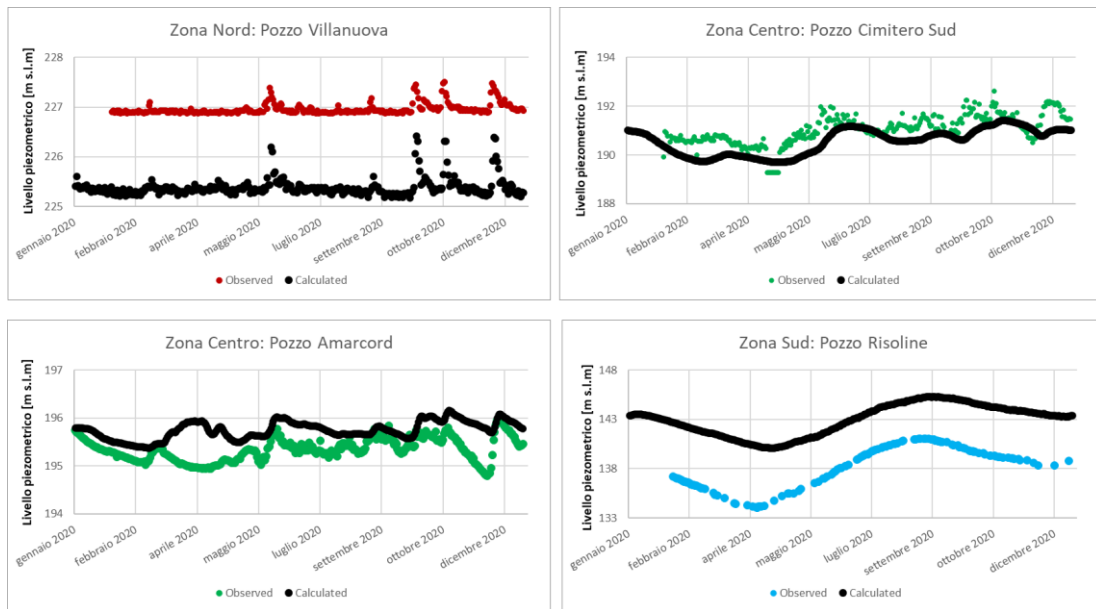 Zona Nord: Pozzo Villanuova
Livello piezometrico [m s.l.m]
228
227
226
225
gennaio 2020
febbraio 2020
aprile 2020
maggio 2020
luglio 2020
settembre 2020
ottobre 2020
dicembre 2020
Observed Calculated
Zona Centro: Pozzo Cimitero Sud
Livello piezometrico [m s.l.m]
194
192
190
188
gennaio 2020
febbraio 2020
aprile 2020
maggio 2020
luglio 2020
settembre 2020
ottobre 2020
dicembre 2020
Observed Calculated
Zona Centro: Pozzo Amarcord
Livello piezometrico [m s.l.m]
197
196
195
194
gennaio 2020
febbraio 2020
aprile 2020
maggio 2020
luglio 2020
settembre 2020
ottobre 2020
dicembre 2020
Observed Calculated
Zona Sud: Pozzo Risoline
Livello piezometrico [m s.l.m]
148
143
138
133
gennaio 2020
febbraio 2020
aprile 2020
maggio 2020
luglio 2020
settembre 2020
ottobre 2020
dicembre 2020
Observed Calculated